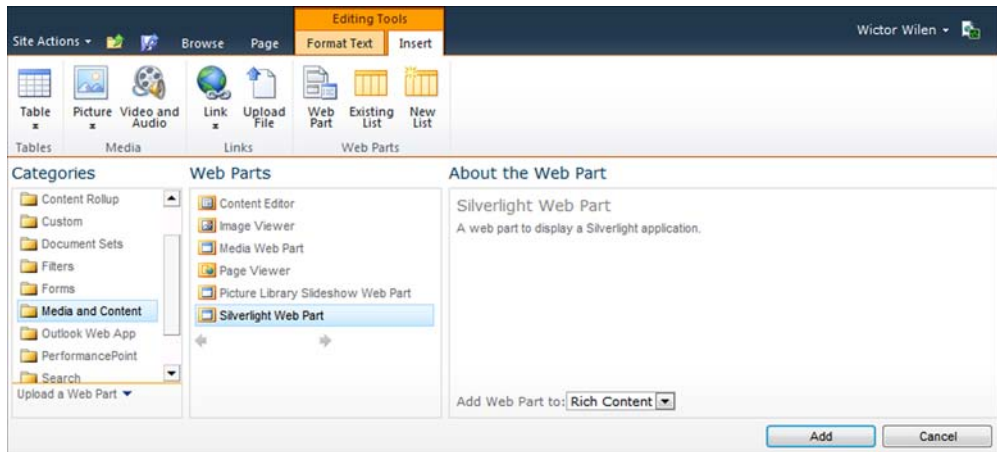 Editing Tools
Site Actions Browse Page Format Text Insert Wictor Wilen
Table Picture Video and Audio Link Upload File Web Part Existing List New List
Tables Media Links Web Parts
Categories
Content Rollup
Custom
Document Sets
Filters
Forms
Media and Content
Outlook Web App
PerformancePoint
Search
Upload a Web Part
Web Parts
Content Editor
Image Viewer
Media Web Part
Page Viewer
Picture Library Slideshow Web Part
Silverlight Web Part
About the Web Part
Silverlight Web Part
A web part to display a Silverlight application.
Add Web Part to: Rich Content
Add Cancel